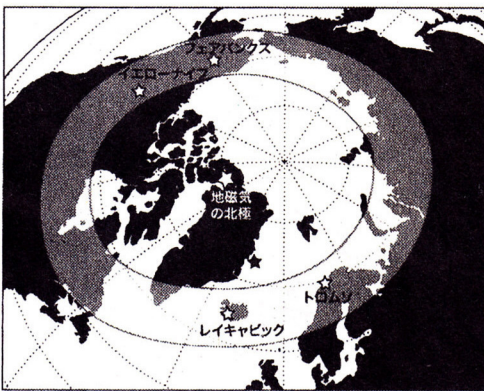 フェアバンクス
イエローナイフ
地磁気
の北極
トロムソ
レイキャビック